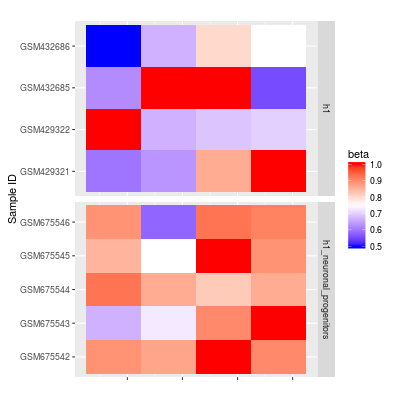 GSM432686
GSM432685
GSM429322
GSM429321
h1
GSM675546
GSM675545
GSM675544
GSM675543
GSM675542
h1_neuronal_progenitors
Sample ID
beta
1.0
0.9
0.8
0.7
0.6
0.5